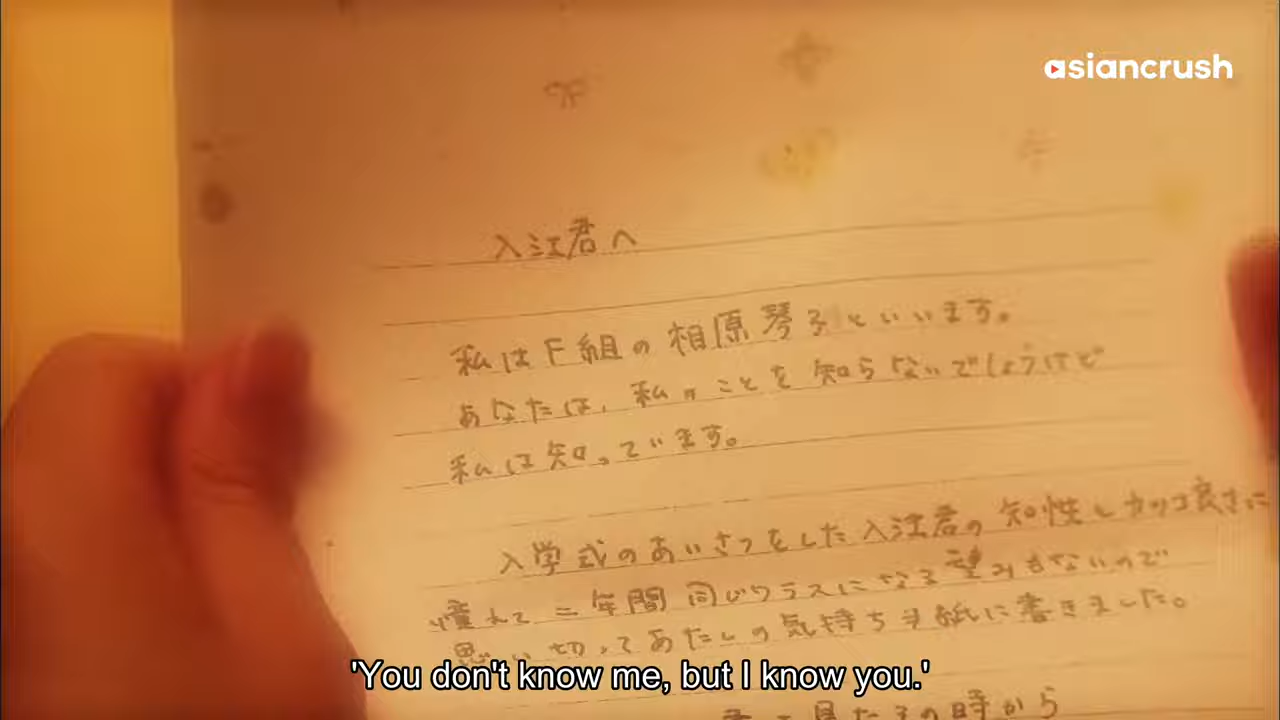 asiancrush
入江君へ
私はF組の相原琴子といいます。
あなたは、私のことを知らないでしょうけど
私は知っています。
入学式のあいさつをした入江君の知性とカッコ良さに
憧れて二年間同じクラスになる望みもないので
思い切ってあたしの気持ち手紙に書きました。
見た 時から
'You don't know me, but I know you.'